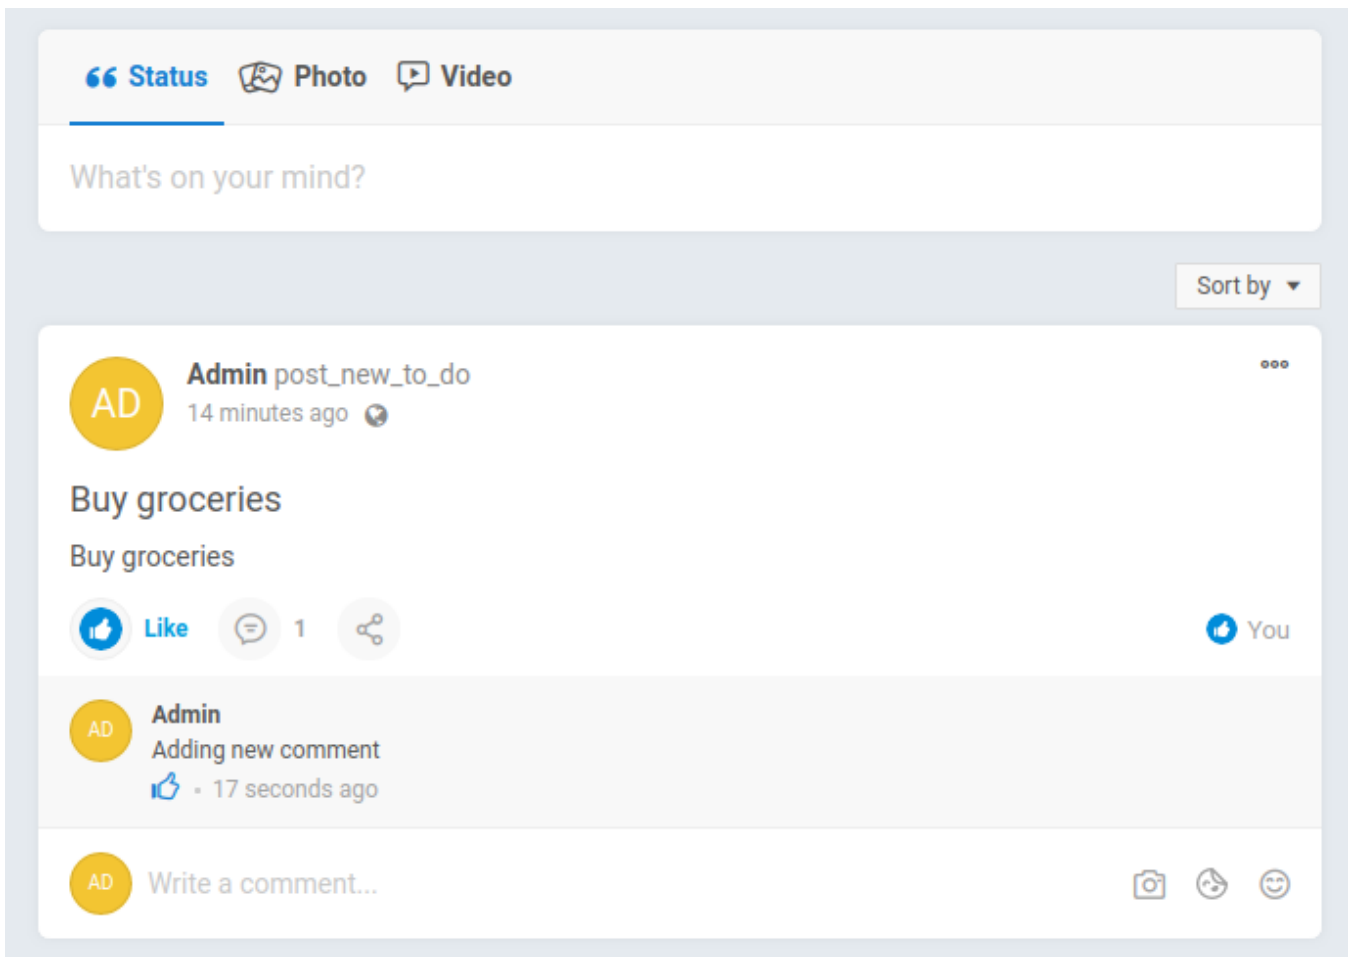 Status Photo Video
What's on your mind?
Sort by
AD
Admin post_new_to_do
14 minutes ago
Buy groceries
Buy groceries
Like 1 You
AD
Admin
Adding new comment
17 seconds ago
AD
Write a comment...